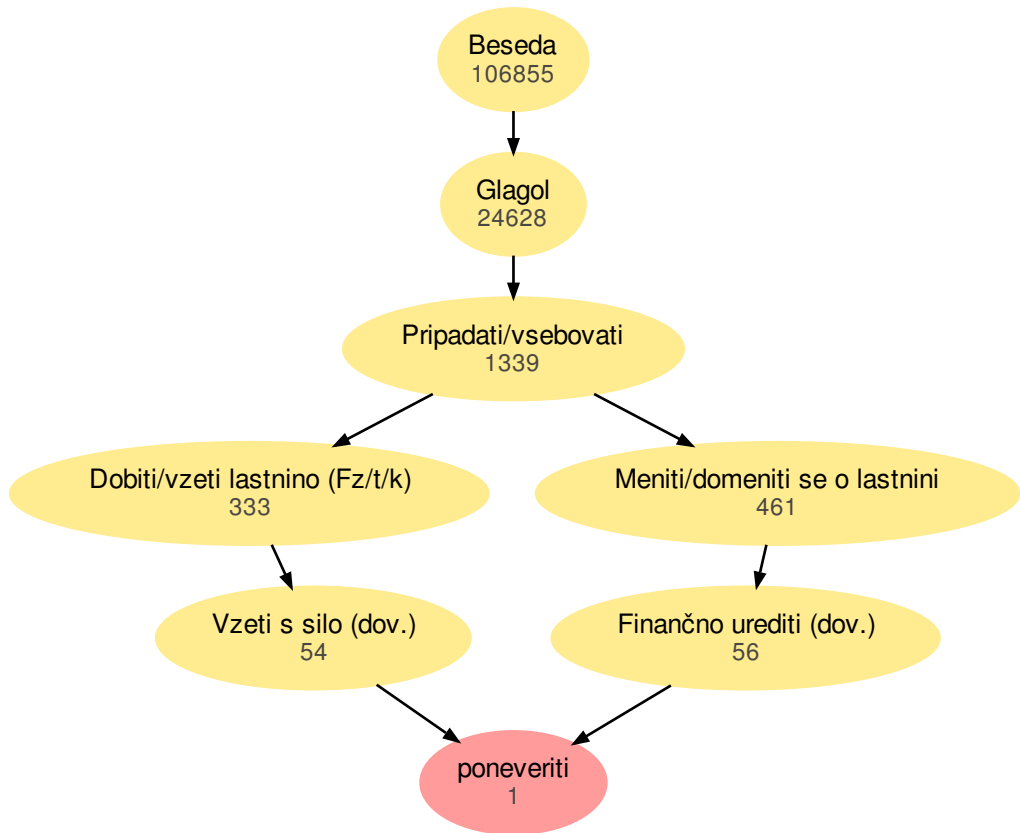 Beseda
106855
Glagol
24628
Pripadati/vsebovati
1339
Dobiti/vzeti lastnino (Fz/t/k)
333
Meniti/domeniti se o lastnini
461
Vzeti s silo (dov.)
54
Finančno urediti (dov.)
56
poneveriti
1